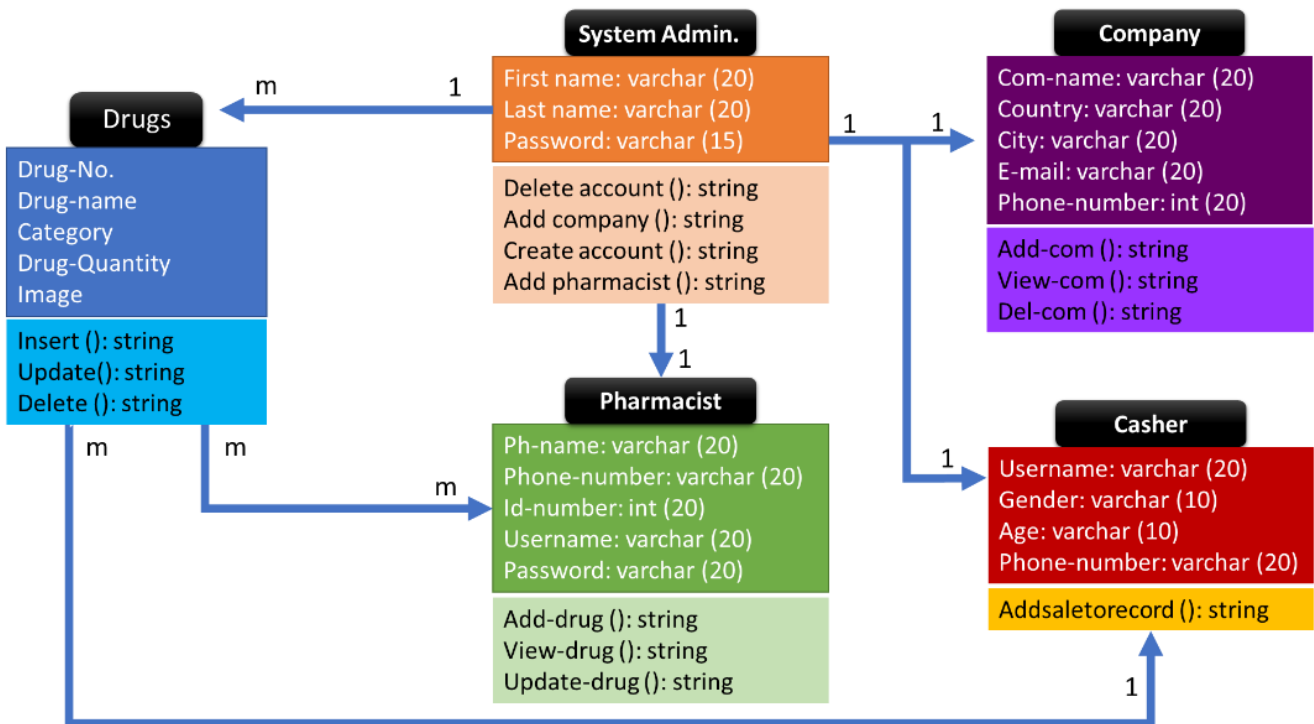 System Admin.
First name: varchar (20)
Last name: varchar (20)
Password: varchar (15)
Delete account (): string
Add company (): string
Create account (): string
Add pharmacist (): string
Company
Com-name: varchar (20)
Country: varchar (20)
City: varchar (20)
E-mail: varchar (20)
Phone-number: int (20)
Add-com (): string
View-com (): string
Del-com (): string
m
1
1
1
Drugs
Drug-No.
Drug-name
Category
Drug-Quantity
Image
Insert (): string
Update(): string
Delete (): string
1
1
m
m
m
1
Pharmacist
Ph-name: varchar (20)
Phone-number: varchar (20)
Id-number: int (20)
Username: varchar (20)
Password: varchar (20)
Add-drug (): string
View-drug (): string
Update-drug (): string
Casher
Username: varchar (20)
Gender: varchar (10)
Age: varchar (10)
Phone-number: varchar (20)
Addsaletorecord (): string
1